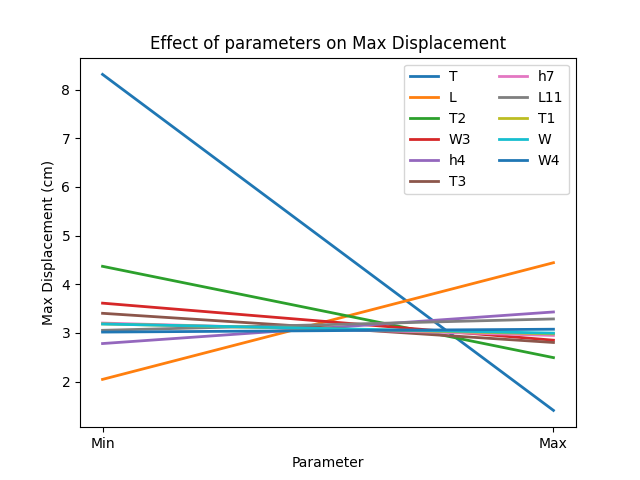 Effect of parameters on Max Displacement
Max Displacement (cm)
8
7
6
5
4
3
2
T
L
T2
W3
h4
T3
h7
L11
T1
W
W4
Min
Max
Parameter